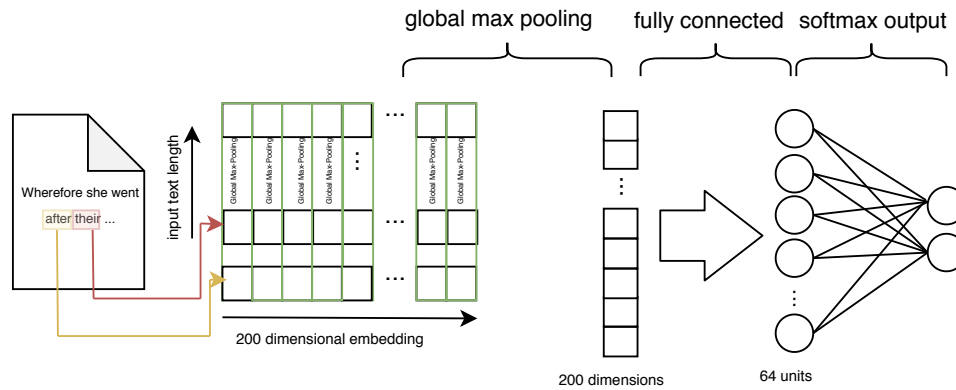 global max pooling
fully connected
softmax output
Wherefore she went
after their ...
input text length
Global Max-Pooling
Global Max-Pooling
Global Max-Pooling
Global Max-Pooling
...
...
Global Max-Pooling
Global Max-Pooling
...
...
200 dimensional embedding
...
200 dimensions
...
64 units